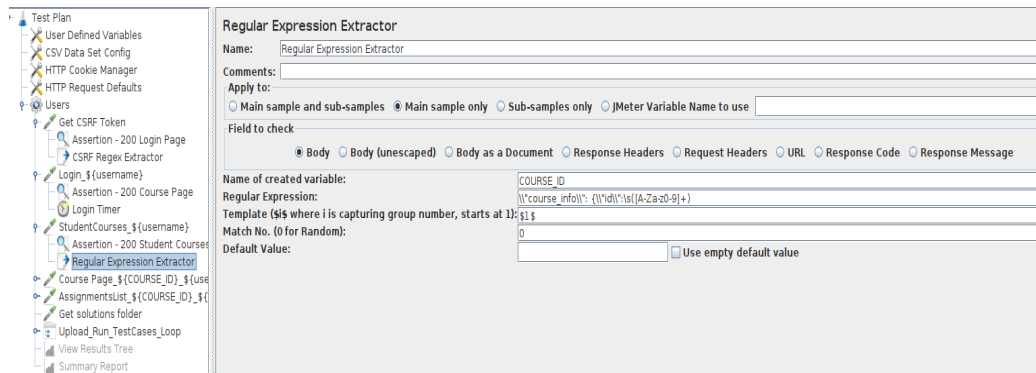 Test Plan
User Defined Variables
CSV Data Set Config
HTTP Cookie Manager
HTTP Request Defaults
Users
Get CSRF Token
Assertion - 200 Login Page
CSRF Regex Extractor
Login_${username}
Assertion - 200 Course Page
Login Timer
StudentCourses_${username}
Assertion - 200 Student Courses
Regular Expression Extractor
Course Page_${COURSE_ID}_${use
AssignmentsList_${COURSE_ID}_${
Get solutions folder
Upload_Run_TestCases_Loop
View Results Tree
Summary Report
Regular Expression Extractor
Name: Regular Expression Extractor
Comments:
Apply to:
Main sample and sub-samples Main sample only Sub-samples only JMeter Variable Name to use
Field to check
Body Body (unescaped) Body as a Document Response Headers Request Headers URL Response Code Response Message
Name of created variable: COURSE_ID
Regular Expression: \\"course_info\\": {\\"id\\":\s([A-Za-z0-9]+)
Template ($i$ where i is capturing group number, starts at 1): $1$
Match No. (0 for Random): 0
Default Value: Use empty default value